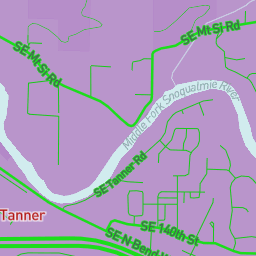 SE Mt Si Rd
SE Mt Si Rd
Middle Fork Snoqualmie River
SE Tanner Rd
Tanner
SE 140th St
SE N Bend